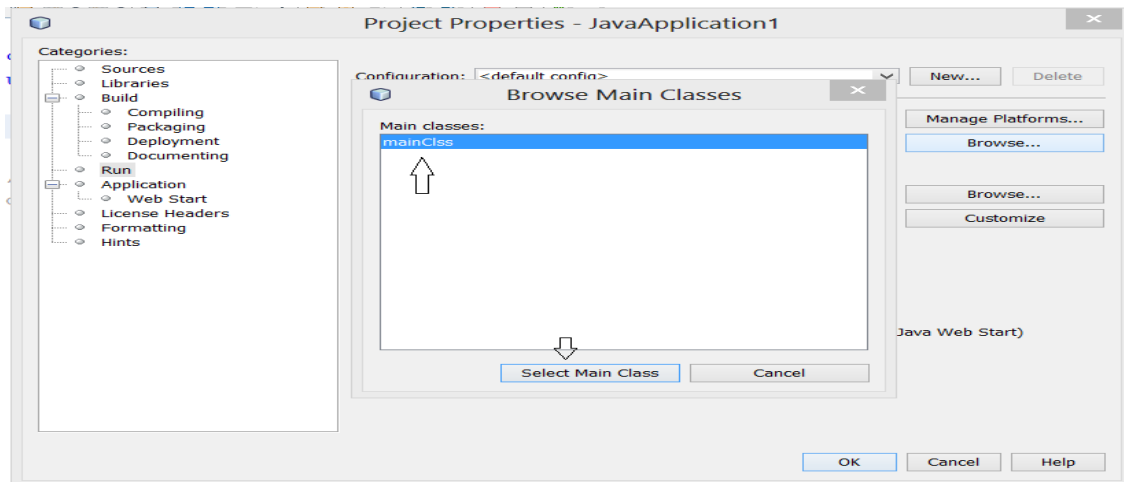 Project Properties - JavaApplication1
Categories:
Sources
Libraries
Build
Compiling
Packaging
Deployment
Documenting
Run
Application
Web Start
License Headers
Formatting
Hints
Configuration: <default config>
New... Delete
Manage Platforms...
Browse...
Browse...
Customize
Java Web Start)
Browse Main Classes
Main classes:
mainClss
Select Main Class Cancel
OK Cancel Help